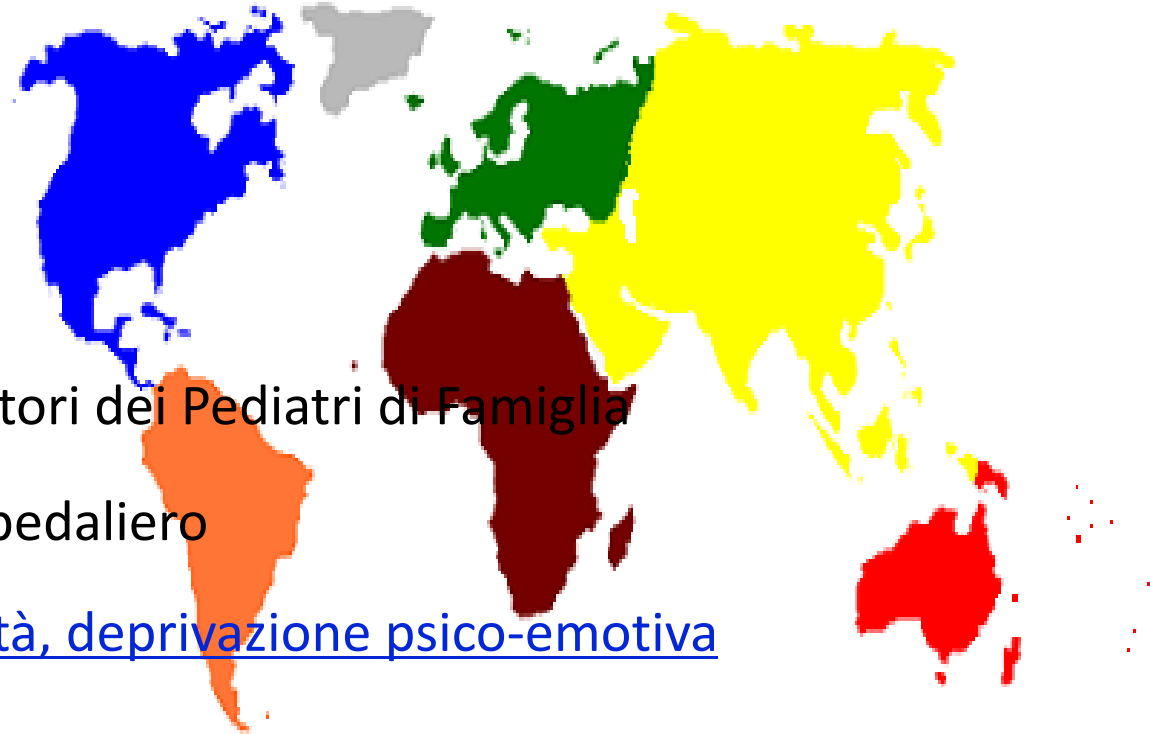 tori dei Pediatri di Famiglia
pedaliero
tà, deprivazione psico-emotiva